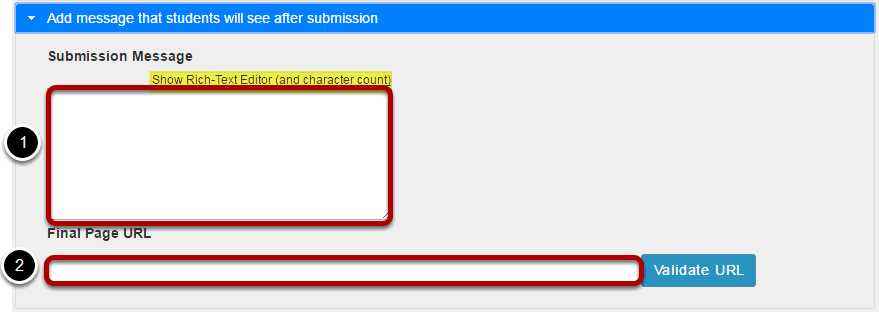 Add message that students will see after submission
Submission Message
Show Rich-Text Editor (and character count)
1
Final Page URL
2
Validate URL